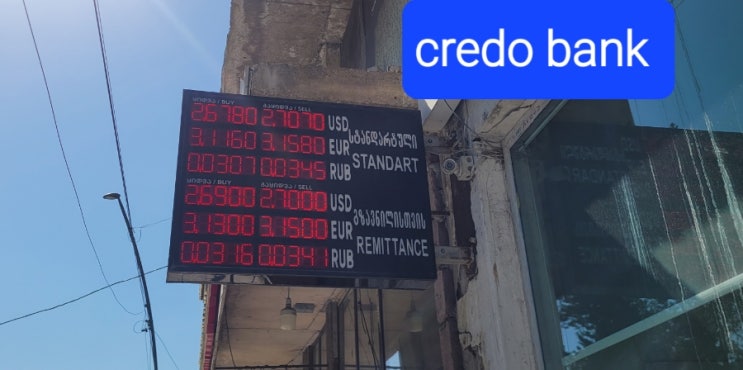 credo bank
ყიდვა / BUY გაყიდვა / SELL
2.6780 2.7070 USD
3.1160 3.1580 EUR
0.0307 0.0345 RUB
სტანდარტული
STANDART
ყიდვა / BUY გაყიდვა / SELL
2.6900 2.7000 USD
3.1300 3.1500 EUR
0.0316 0.0341 RUB
გზავნილისთვის
REMITTANCE